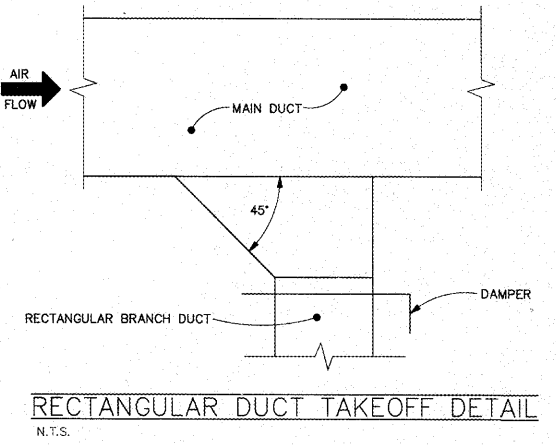 AIR
FLOW
MAIN DUCT
45°
DAMPER
RECTANGULAR BRANCH DUCT
RECTANGULAR DUCT TAKEOFF DETAIL
N.T.S.